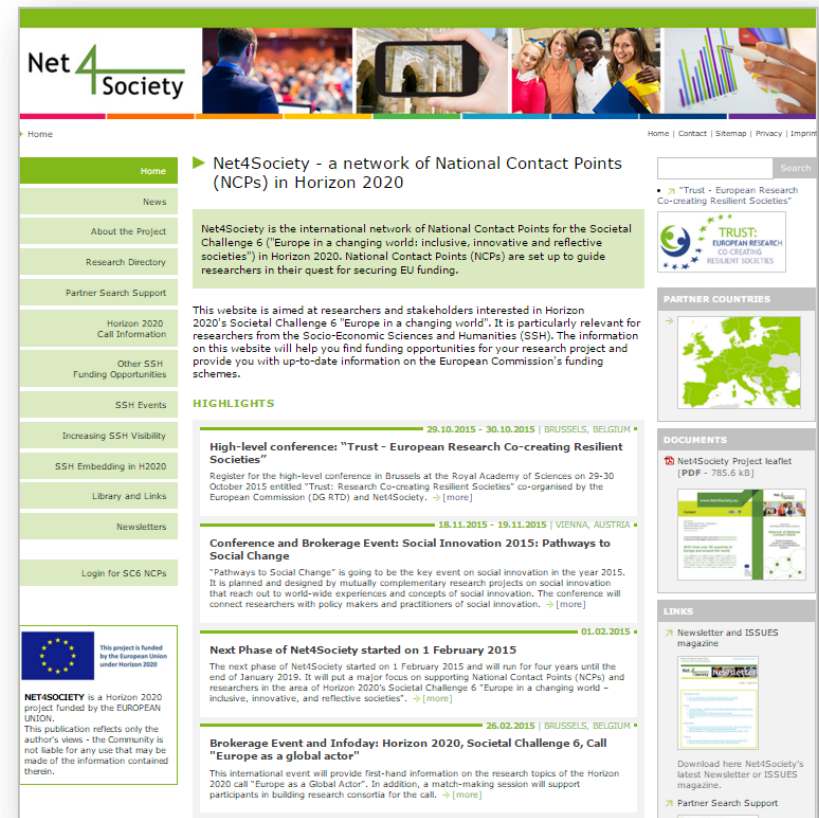 Net 4 Society
Home
Home | Contact | Sitemap | Privacy | Imprint
Home
News
About the Project
Research Directory
Partner Search Support
Horizon 2020
Call Information
Other SSH
Funding Opportunities
SSH Events
Increasing SSH Visibility
SSH Embedding in H2020
Library and Links
Newsletters
Login for SC6 NCPs
This project is funded
by the European Union
under Horizon 2020
NET4SOCIETY is a Horizon 2020
project funded by the EUROPEAN
UNION.
This publication reflects only the
author's views - the Community is
not liable for any use that may be
made of the information contained
therein.
Net4Society - a network of National Contact Points
(NCPs) in Horizon 2020
Net4Society is the international network of National Contact Points for the Societal
Challenge 6 ("Europe in a changing world: inclusive, innovative and reflective
societies") in Horizon 2020. National Contact Points (NCPs) are set up to guide
researchers in their quest for securing EU funding.
This website is aimed at researchers and stakeholders interested in Horizon
2020's Societal Challenge 6 "Europe in a changing world". It is particularly relevant for
researchers from the Socio-Economic Sciences and Humanities (SSH). The information
on this website will help you find funding opportunities for your research project and
provide you with up-to-date information on the European Commission's funding
schemes.
HIGHLIGHTS
29.10.2015 - 30.10.2015 | BRUSSELS, BELGIUM
High-level conference: “Trust - European Research Co-creating Resilient
Societies”
Register for the high-level conference in Brussels at the Royal Academy of Sciences on 29-30
October 2015 entitled “Trust: Research Co-creating Resilient Societies” co-organised by the
European Commission (DG RTD) and Net4Society. → [more]
18.11.2015 - 19.11.2015 | VIENNA, AUSTRIA
Conference and Brokerage Event: Social Innovation 2015: Pathways to
Social Change
“Pathways to Social Change” is going to be the key event on social innovation in the year 2015.
It is planned and designed by mutually complementary research projects on social innovation
that reach out to world-wide experiences and concepts of social innovation. The conference will
connect researchers with policy makers and practitioners of social innovation. → [more]
01.02.2015
Next Phase of Net4Society started on 1 February 2015
The next phase of Net4Society started on 1 February 2015 and will run for four years until the
end of January 2019. It will put a major focus on supporting National Contact Points (NCPs) and
researchers in the area of Horizon 2020's Societal Challenge 6 "Europe in a changing world –
inclusive, innovative, and reflective societies". → [more]
26.02.2015 | BRUSSELS, BELGIUM
Brokerage Event and Infoday: Horizon 2020, Societal Challenge 6, Call
"Europe as a global actor"
This international event will provide first-hand information on the research topics of the Horizon
2020 call "Europe as a Global Actor". In addition, a match-making session will support
participants in building research consortia for the call. → [more]
Search
“Trust - European Research
Co-creating Resilient Societies”
TRUST:
EUROPEAN RESEARCH
CO-CREATING
RESILIENT SOCIETIES
PARTNER COUNTRIES
DOCUMENTS
Net4Society Project leaflet
[PDF - 785.6 kB]
www.Net4Society.eu
LINKS
Newsletter and ISSUES
magazine
Newsletter
Download here Net4Society's
latest Newsletter or ISSUES
magazine.
Partner Search Support